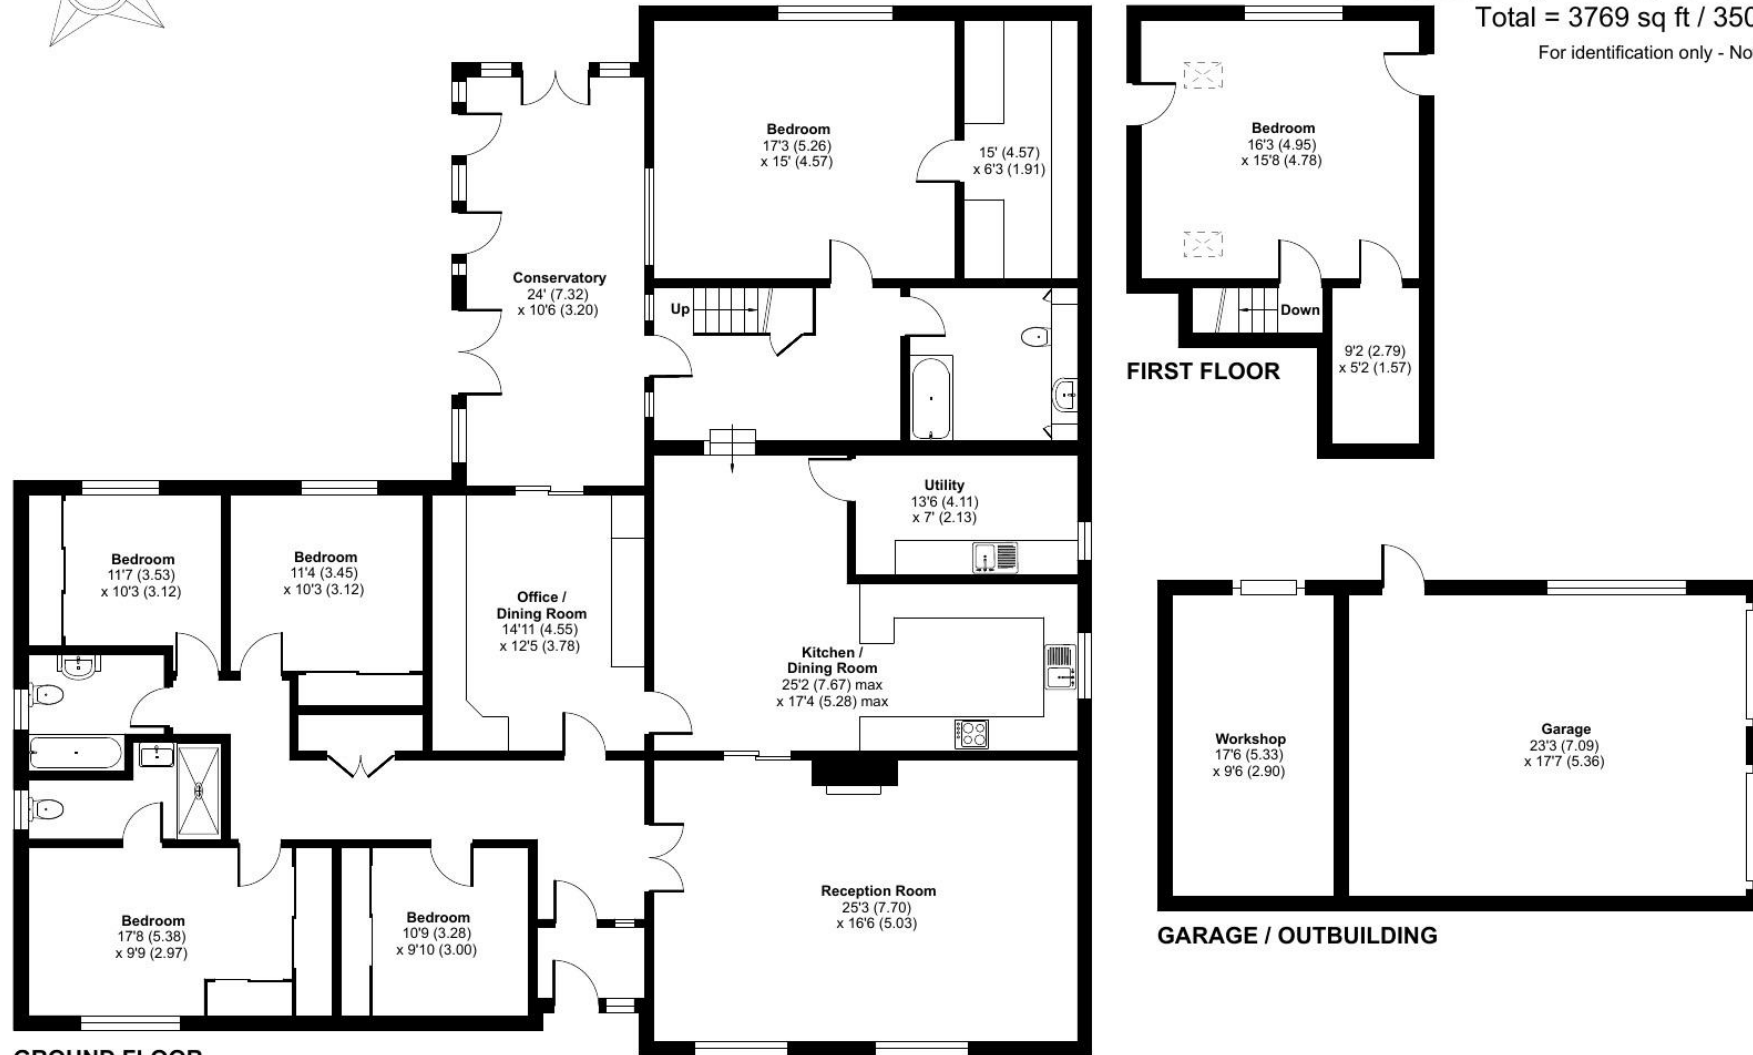 Total = 3769 sq ft / 350
For identification only - No
Bedroom
17'3 (5.26)
x 15' (4.57)
15' (4.57)
x 6'3 (1.91)
Bedroom
16'3 (4.95)
x 15'8 (4.78)
Conservatory
24' (7.32)
x 10'6 (3.20)
Up
Down
9'2 (2.79)
x 5'2 (1.57)
FIRST FLOOR
Utility
13'6 (4.11)
x 7' (2.13)
Bedroom
11'7 (3.53)
x 10'3 (3.12)
Bedroom
11'4 (3.45)
x 10'3 (3.12)
Office /
Dining Room
14'11 (4.55)
x 12'5 (3.78)
Kitchen /
Dining Room
25'2 (7.67) max
x 17'4 (5.28) max
Workshop
17'6 (5.33)
x 9'6 (2.90)
Garage
23'3 (7.09)
x 17'7 (5.36)
Bedroom
17'8 (5.38)
x 9'9 (2.97)
Bedroom
10'9 (3.28)
x 9'10 (3.00)
Reception Room
25'3 (7.70)
x 16'6 (5.03)
GARAGE / OUTBUILDING
GROUND FLOOR